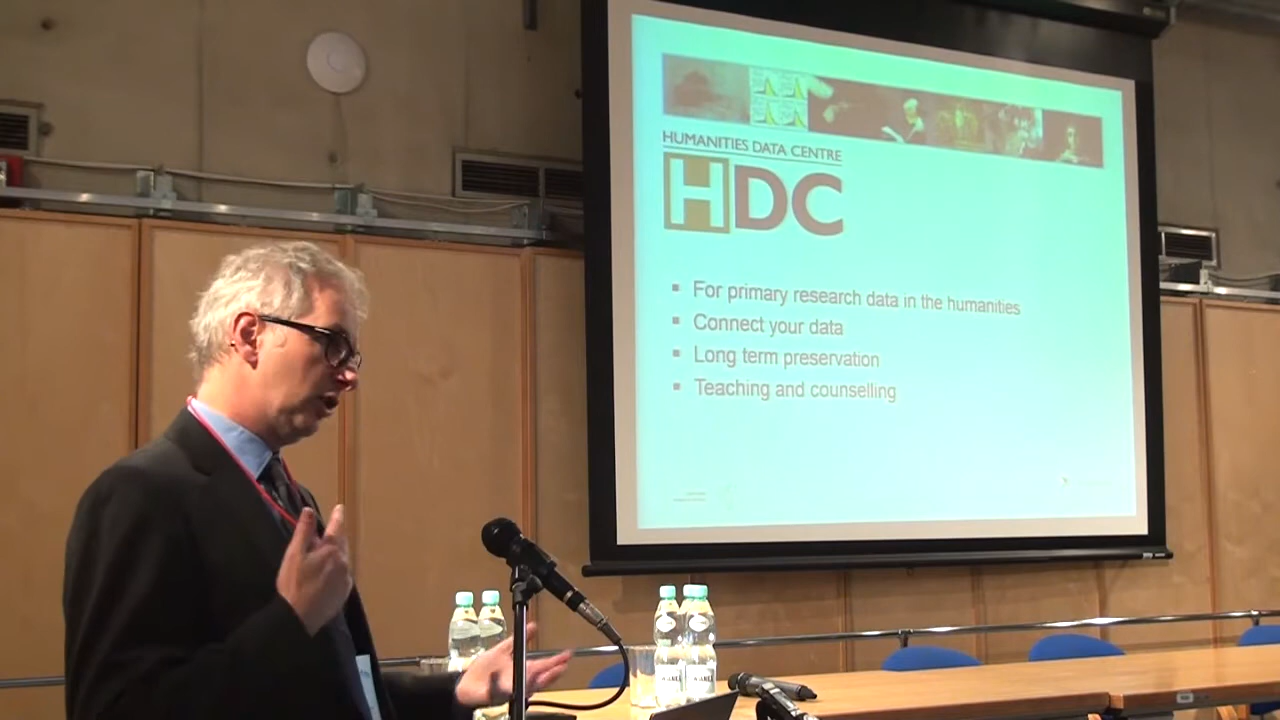 HUMANITIES DATA CENTRE
HDC
For primary research data in the humanities
Connect your data
Long term preservation
Teaching and counselling